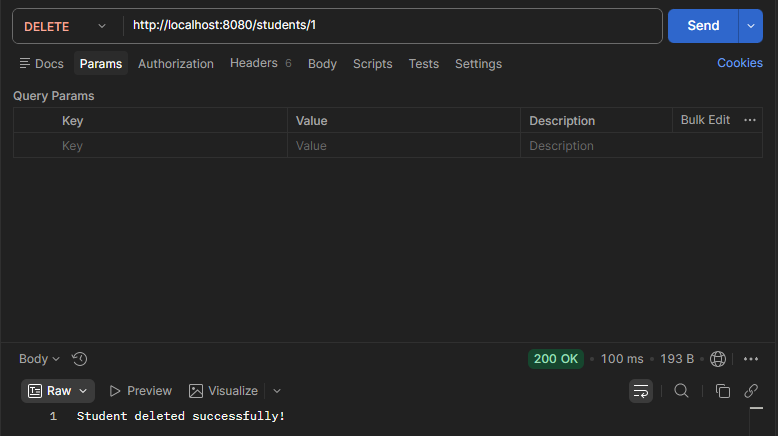 DELETE http://localhost:8080/students/1 Send
Docs Params Authorization Headers 6 Body Scripts Tests Settings Cookies
Query Params
Key Value Description Bulk Edit
Key Value Description
Body 200 OK 100 ms 193 B
Raw Preview Visualize
1 Student deleted successfully!